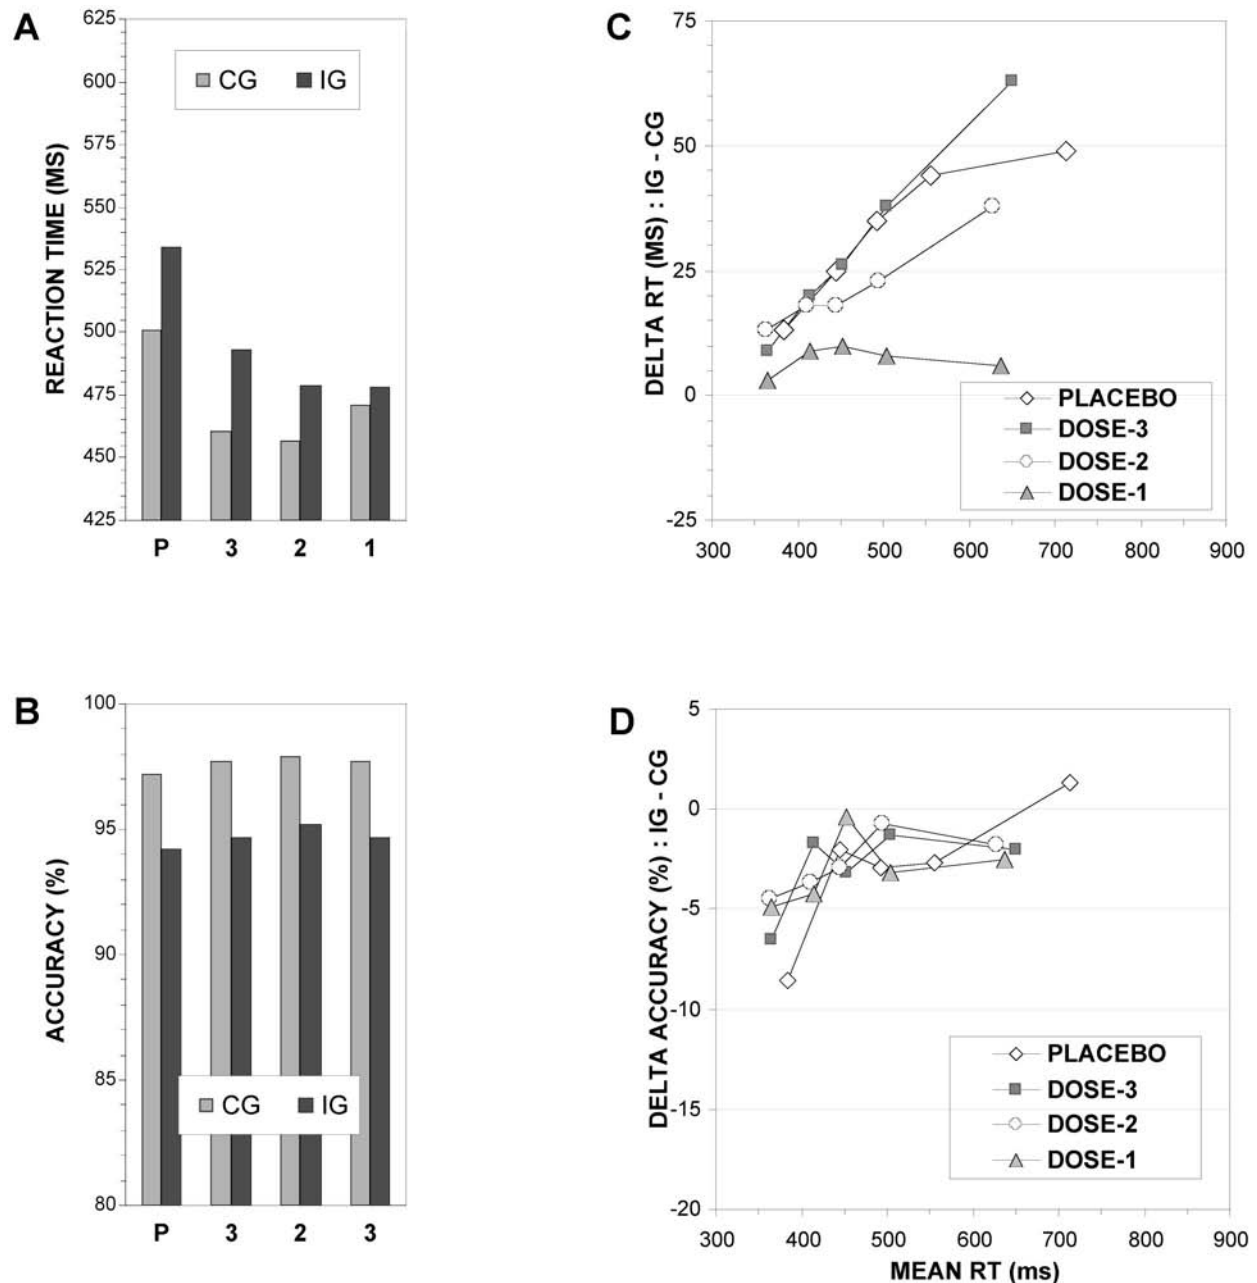 A
REACTION TIME (MS)
625
600
575
550
525
500
475
450
425
CG IG
P 3 2 1
C
DELTA RT (MS) : IG - CG
75
50
25
0
-25
PLACEBO
DOSE-3
DOSE-2
DOSE-1
300 400 500 600 700 800 900
B
ACCURACY (%)
100
95
90
85
80
CG IG
P 3 2 3
D
DELTA ACCURACY (%) : IG - CG
5
0
-5
-10
-15
-20
PLACEBO
DOSE-3
DOSE-2
DOSE-1
300 400 500 600 700 800 900
MEAN RT (ms)